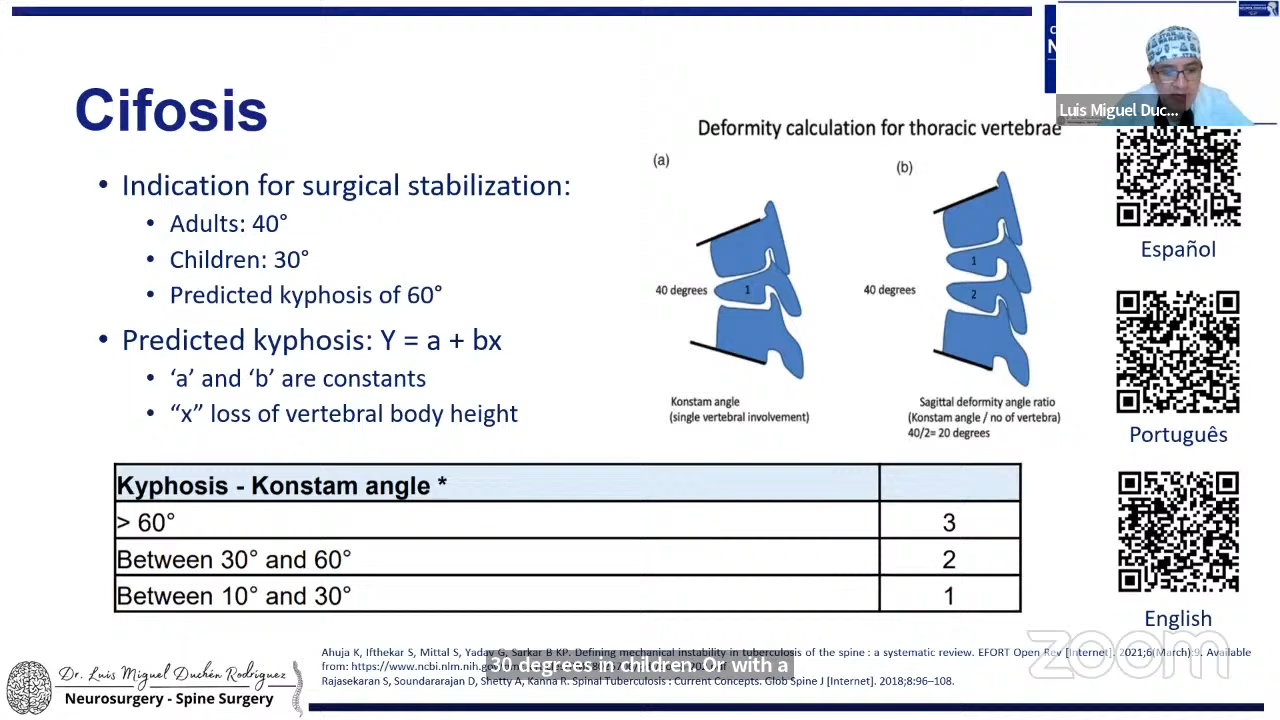 Cifosis
• Indication for surgical stabilization:
• Adults: 40°
• Children: 30°
• Predicted kyphosis of 60°
• Predicted kyphosis: Y = a + bx
• ‘a’ and ‘b’ are constants
• “x” loss of vertebral body height
Deformity calculation for thoracic vertebrae
(a)
(b)
40 degrees
1
40 degrees
1
2
Konstam angle
(single vertebral involvement)
Sagittal deformity angle ratio
(Konstam angle / no of vertebra)
40/2= 20 degrees
Luis Miguel Duc...
Español
Português
English
Kyphosis - Konstam angle *
> 60° 3
Between 30° and 60° 2
Between 10° and 30° 1
zoom
Dr. Luis Miguel Duchén Rodríguez
Neurosurgery - Spine Surgery
Ahuja K, Ifthekar S, Mittal S, Yadav G, Sarkar B KP. Defining mechanical instability in tuberculosis of the spine : a systematic review. EFORT Open Rev [Internet]. 2021;6(March):9. Available
from: https://www.ncbi.nlm.nih.gov
Rajasekaran S, Soundararajan D, Shetty A, Kanna R. Spinal Tuberculosis : Current Concepts. Glob Spine J [Internet]. 2018;8:96–108.
30 degrees in children. Or with a